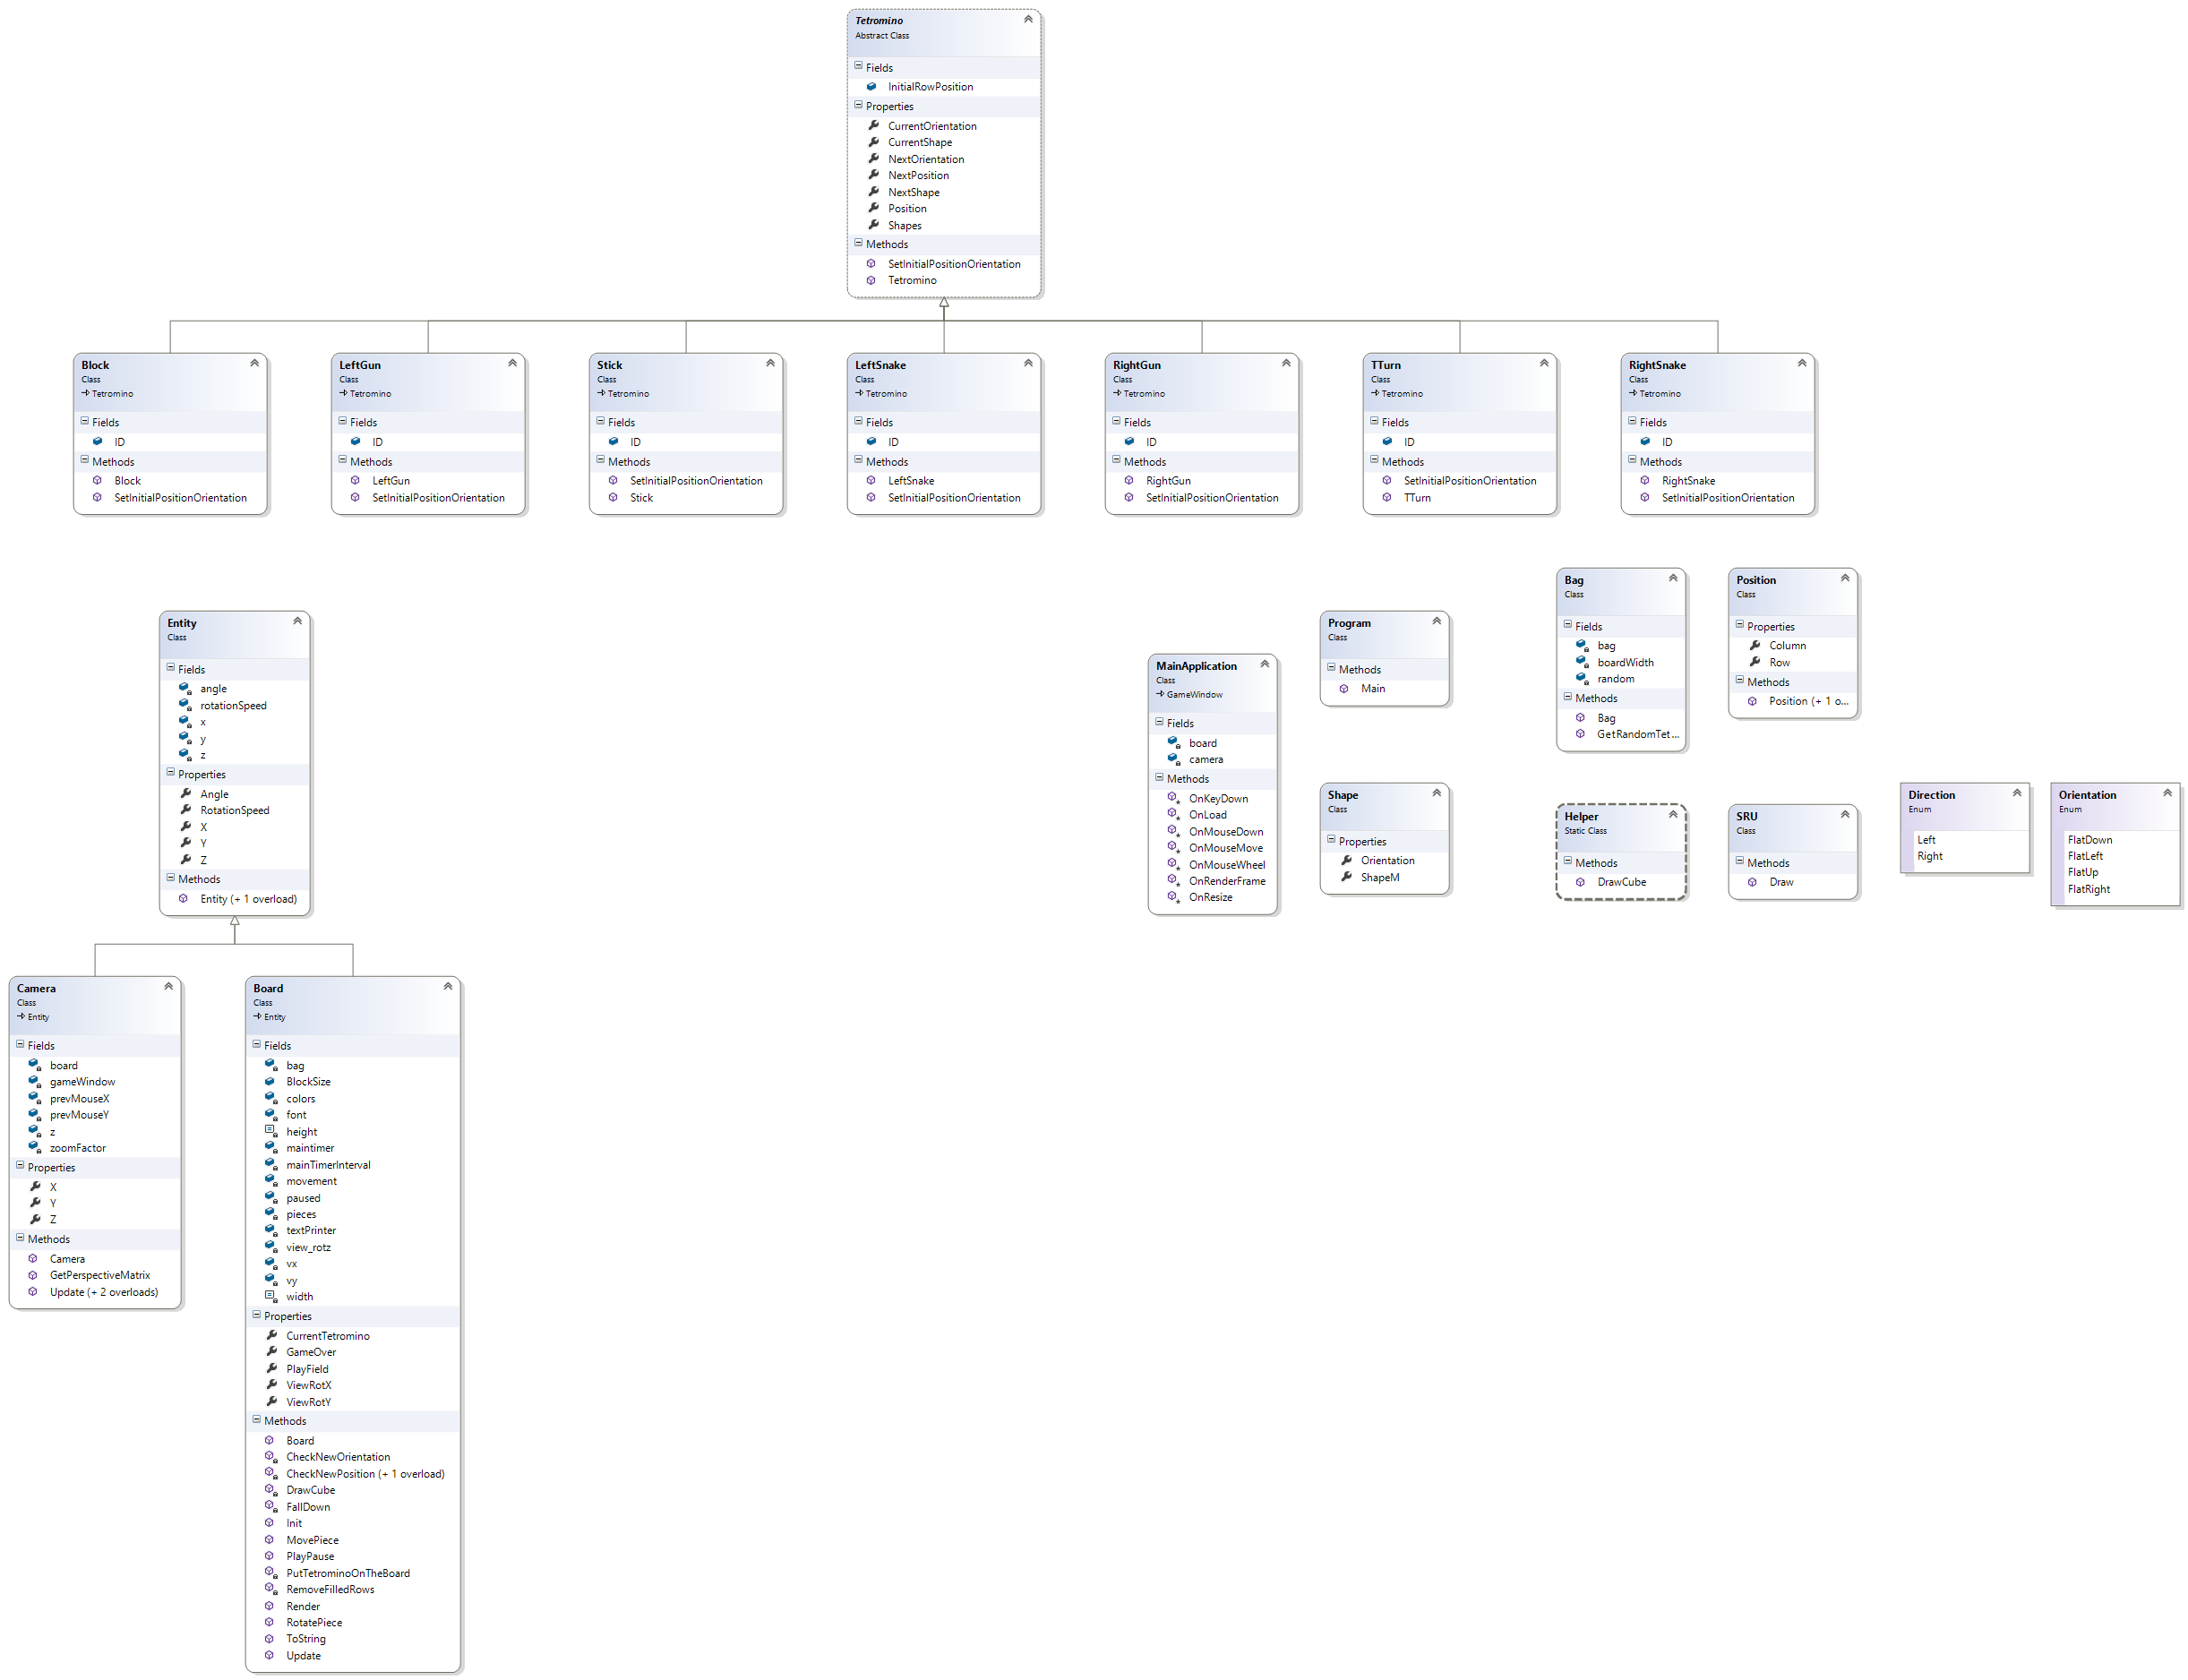 Tetromino
Abstract Class
Fields
InitialRowPosition
Properties
CurrentOrientation
CurrentShape
NextOrientation
NextPosition
NextShape
Position
Shapes
Methods
SetInitialPositionOrientation
Tetromino
Block
Class
Tetromino
Fields
ID
Methods
Block
SetInitialPositionOrientation
LeftGun
Class
Tetromino
Fields
ID
Methods
LeftGun
SetInitialPositionOrientation
Stick
Class
Tetromino
Fields
ID
Methods
SetInitialPositionOrientation
Stick
LeftSnake
Class
Tetromino
Fields
ID
Methods
LeftSnake
SetInitialPositionOrientation
RightGun
Class
Tetromino
Fields
ID
Methods
RightGun
SetInitialPositionOrientation
TTurn
Class
Tetromino
Fields
ID
Methods
SetInitialPositionOrientation
TTurn
RightSnake
Class
Tetromino
Fields
ID
Methods
RightSnake
SetInitialPositionOrientation
Entity
Class
Fields
angle
rotationSpeed
x
y
z
Properties
Angle
RotationSpeed
X
Y
Z
Methods
Entity (+ 1 overload)
MainApplication
Class
GameWindow
Fields
board
camera
Methods
OnKeyDown
OnLoad
OnMouseDown
OnMouseMove
OnMouseWheel
OnRenderFrame
OnResize
Program
Class
Methods
Main
Shape
Class
Properties
Orientation
ShapeM
Bag
Class
Fields
bag
boardWidth
random
Methods
Bag
GetRandomTet...
Position
Class
Properties
Column
Row
Methods
Position (+ 1 o...
Helper
Static Class
Methods
DrawCube
SRU
Class
Methods
Draw
Direction
Enum
Left
Right
Orientation
Enum
FlatDown
FlatLeft
FlatUp
FlatRight
Camera
Class
Entity
Fields
board
gameWindow
prevMouseX
prevMouseY
z
zoomFactor
Properties
X
Y
Z
Methods
Camera
GetPerspectiveMatrix
Update (+ 2 overloads)
Board
Class
Entity
Fields
bag
BlockSize
colors
font
height
maintimer
mainTimerInterval
movement
paused
pieces
textPrinter
view_rotz
vx
vy
width
Properties
CurrentTetromino
GameOver
PlayField
ViewRotX
ViewRotY
Methods
Board
CheckNewOrientation
CheckNewPosition (+ 1 overload)
DrawCube
FallDown
Init
MovePiece
PlayPause
PutTetrominoOnTheBoard
RemoveFilledRows
Render
RotatePiece
ToString
Update